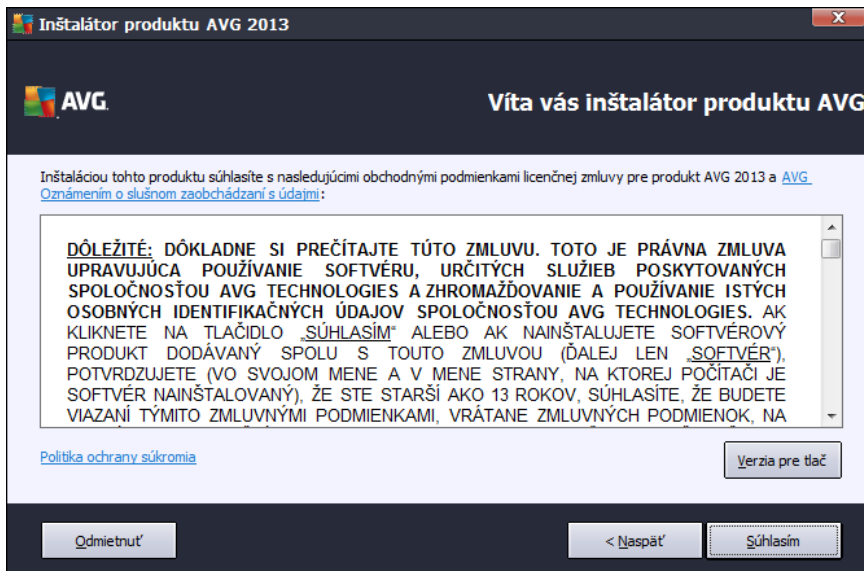 Inštalátor produktu AVG 2013
AVG.
Víta vás inštalátor produktu AVG
Inštaláciou tohto produktu súhlasíte s nasledujúcimi obchodnými podmienkami licenčnej zmluvy pre produkt AVG 2013 a AVG
Oznámením o slušnom zaobchádzaní s údajmi:
DÔLEŽITÉ: DÔKLADNE SI PREČÍTAJTE TÚTO ZMLUVU. TOTO JE PRÁVNA ZMLUVA
UPRAVUJÚCA POUŽÍVANIE SOFTVÉRU, URČITÝCH SLUŽIEB POSKYTOVANÝCH
SPOLOČNOSŤOU AVG TECHNOLOGIES A ZHROMAŽĎOVANIE A POUŽÍVANIE ISTÝCH
OSOBNÝCH IDENTIFIKAČNÝCH ÚDAJOV SPOLOČNOSŤOU AVG TECHNOLOGIES. AK
KLIKNETE NA TLAČIDLO „SÚHLASÍM“ ALEBO AK NAINŠTALUJETE SOFTVÉROVÝ
PRODUKT DODÁVANÝ SPOLU S TOUTO ZMLUVOU (ĎALEJ LEN „SOFTVÉR“),
POTVRDZUJETE (VO SVOJOM MENE A V MENE STRANY, NA KTOREJ POČÍTAČI JE
SOFTVÉR NAINŠTALOVANÝ), ŽE STE STARŠÍ AKO 13 ROKOV, SÚHLASÍTE, ŽE BUDETE
VIAZANÍ TÝMITO ZMLUVNÝMI PODMIENKAMI, VRÁTANE ZMLUVNÝCH PODMIENOK, NA
Politika ochrany súkromia
Verzia pre tlač
Odmietnuť
< Naspäť
Súhlasím